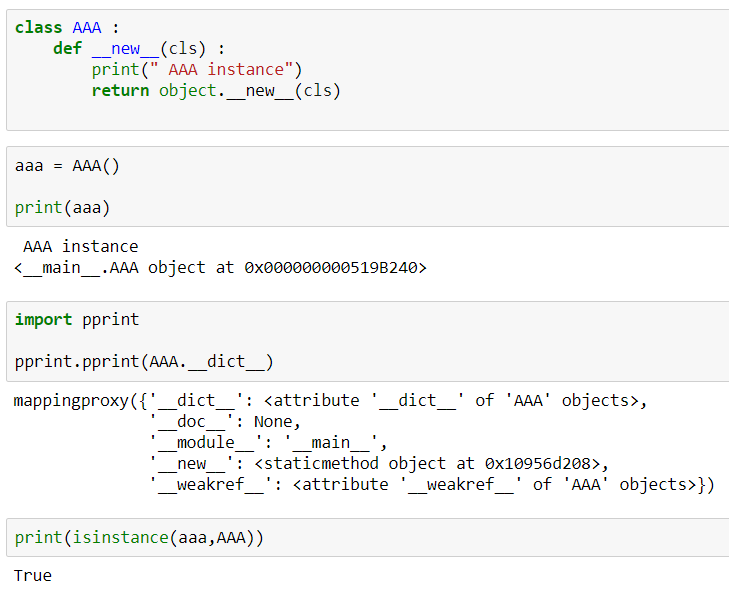 class AAA :
    def __new__(cls) :
        print(" AAA instance")
        return object.__new__(cls)
aaa = AAA()
print(aaa)
 AAA instance
<__main__.AAA object at 0x000000000519B240>
import pprint
pprint.pprint(AAA.__dict__)
mappingproxy({'__dict__': <attribute '__dict__' of 'AAA' objects>,
              '__doc__': None,
              '__module__': '__main__',
              '__new__': <staticmethod object at 0x10956d208>,
              '__weakref__': <attribute '__weakref__' of 'AAA' objects>})
print(isinstance(aaa,AAA))
True